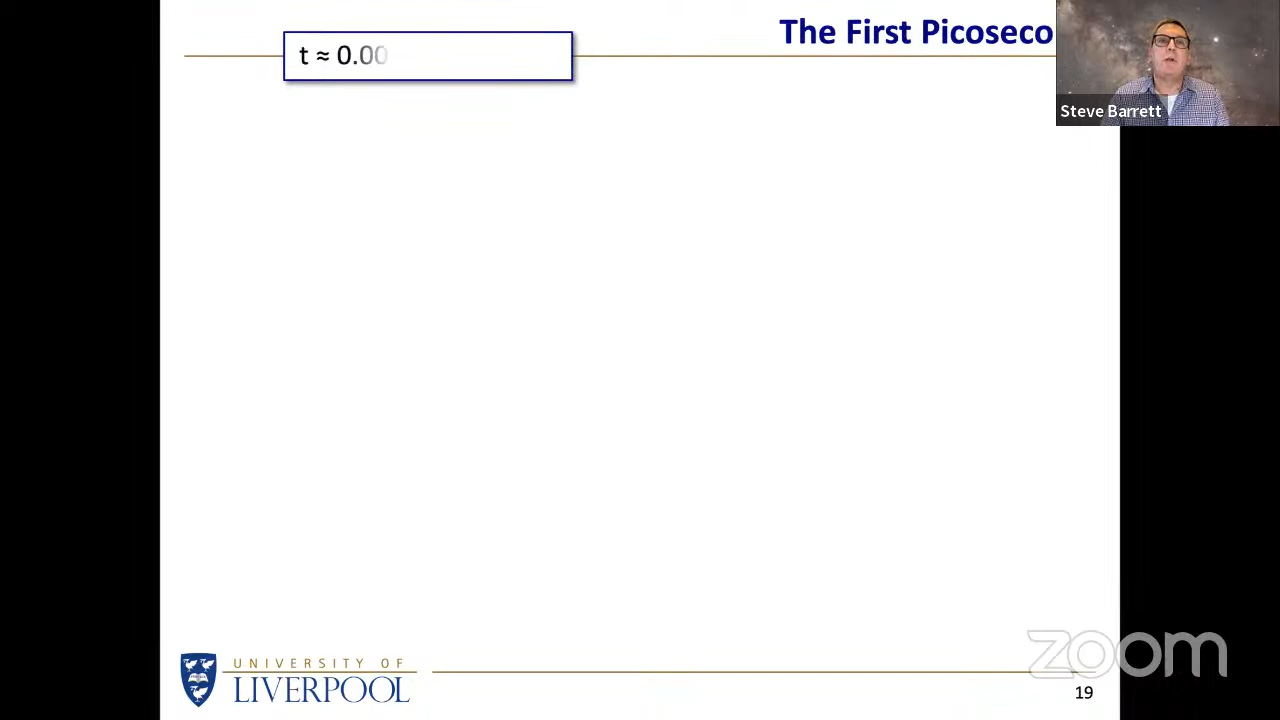 The First Picoseco
t ≈ 0.00
Steve Barrett
UNIVERSITY OF
LIVERPOOL
zoom
19